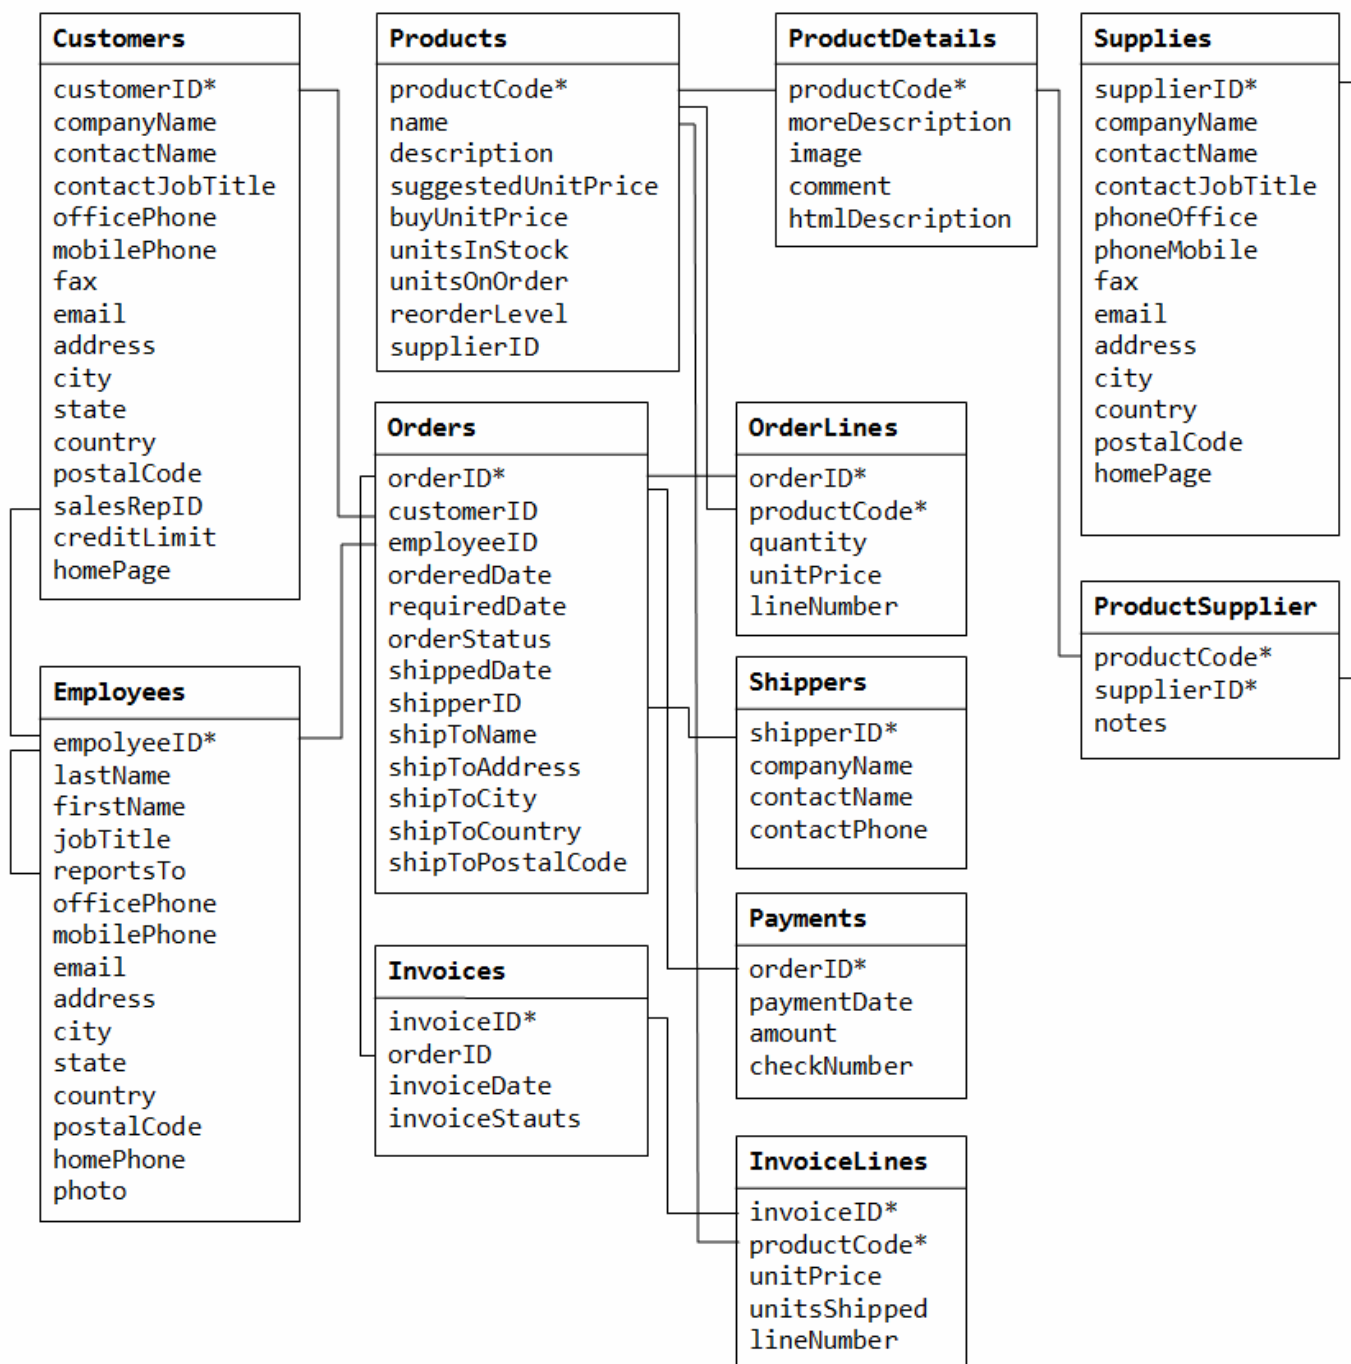 Customers
customerID*
companyName
contactName
contactJobTitle
officePhone
mobilePhone
fax
email
address
city
state
country
postalCode
salesRepID
creditLimit
homePage
Products
productCode*
name
description
suggestedUnitPrice
buyUnitPrice
unitsInStock
unitsOnOrder
reorderLevel
supplierID
ProductDetails
productCode*
moreDescription
image
comment
htmlDescription
Supplies
supplierID*
companyName
contactName
contactJobTitle
phoneOffice
phoneMobile
fax
email
address
city
country
postalCode
homePage
Orders
orderID*
customerID
employeeID
orderedDate
requiredDate
orderStatus
shippedDate
shipperID
shipToName
shipToAddress
shipToCity
shipToCountry
shipToPostalCode
OrderLines
orderID*
productCode*
quantity
unitPrice
lineNumber
ProductSupplier
productCode*
supplierID*
notes
Employees
empolyeeID*
lastName
firstName
jobTitle
reportsTo
officePhone
mobilePhone
email
address
city
state
country
postalCode
homePhone
photo
Shippers
shipperID*
companyName
contactName
contactPhone
Payments
orderID*
paymentDate
amount
checkNumber
Invoices
invoiceID*
orderID
invoiceDate
invoiceStauts
InvoiceLines
invoiceID*
productCode*
unitPrice
unitsShipped
lineNumber